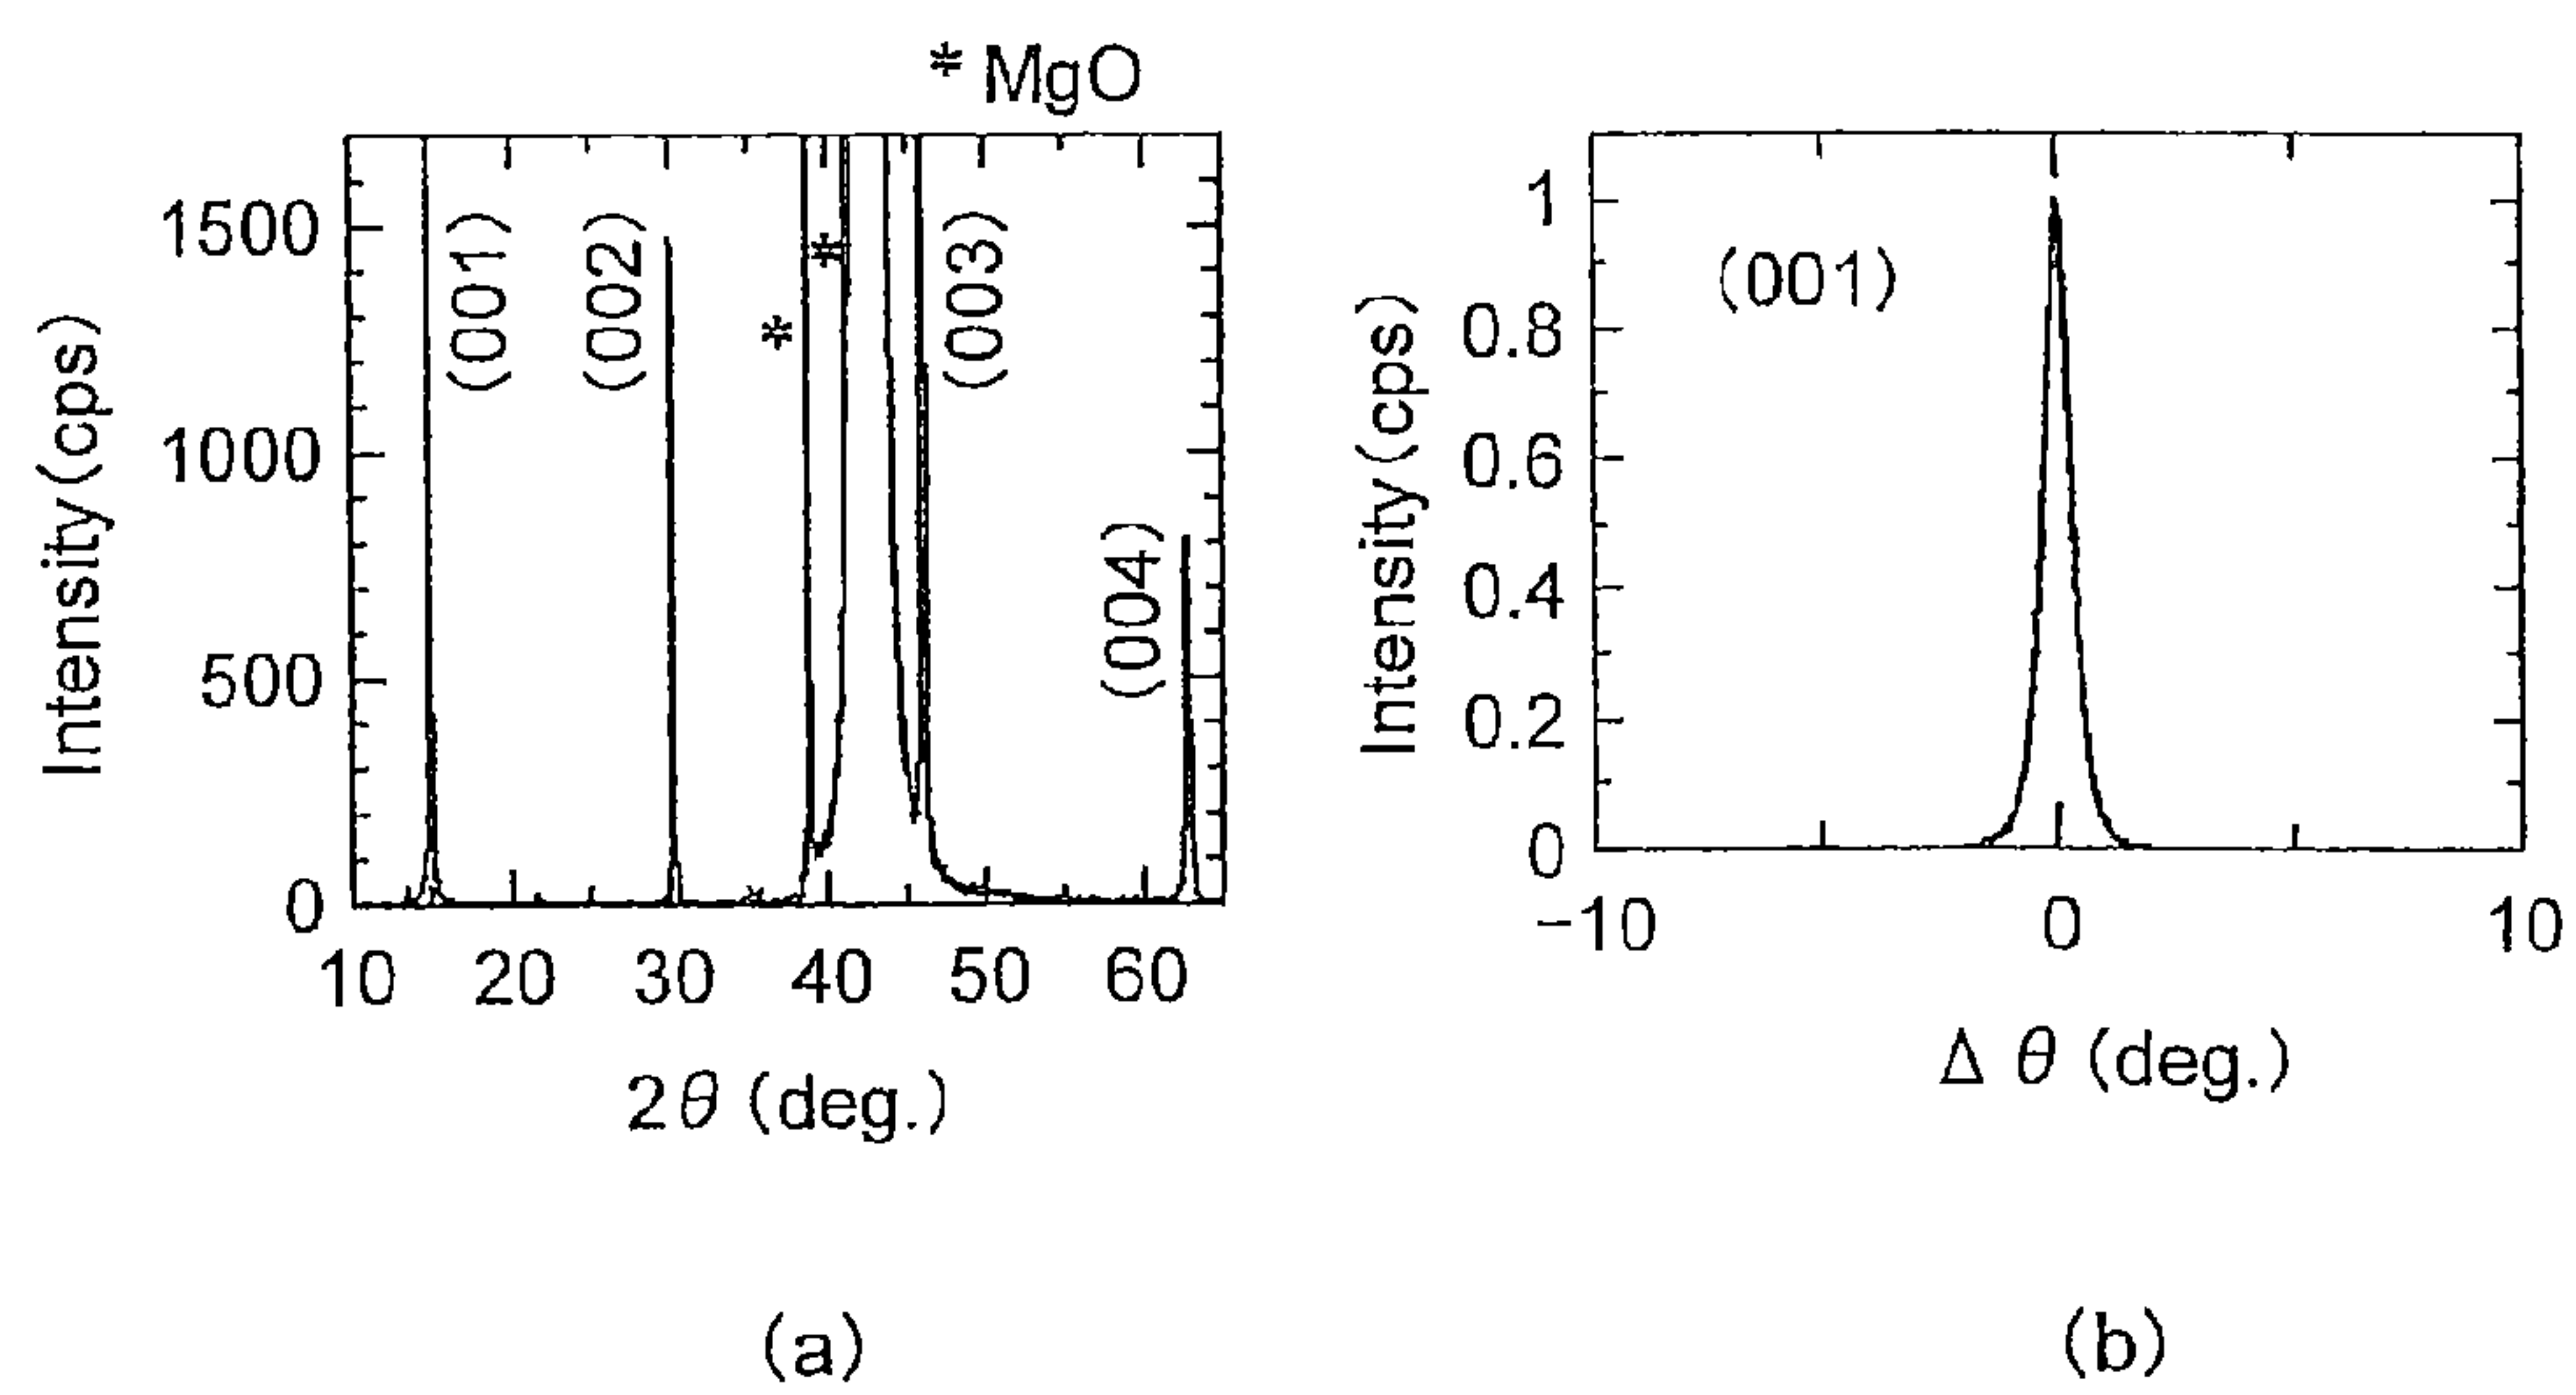 * MgO
Intensity(cps)
1500
1000
500
0
(001)
(002)
*
*
(003)
(004)
10 20 30 40 50 60
2θ (deg.)
(a)
Intensity(cps)
1
0.8
0.6
0.4
0.2
0
(001)
−10 0 10
Δ θ (deg.)
(b)